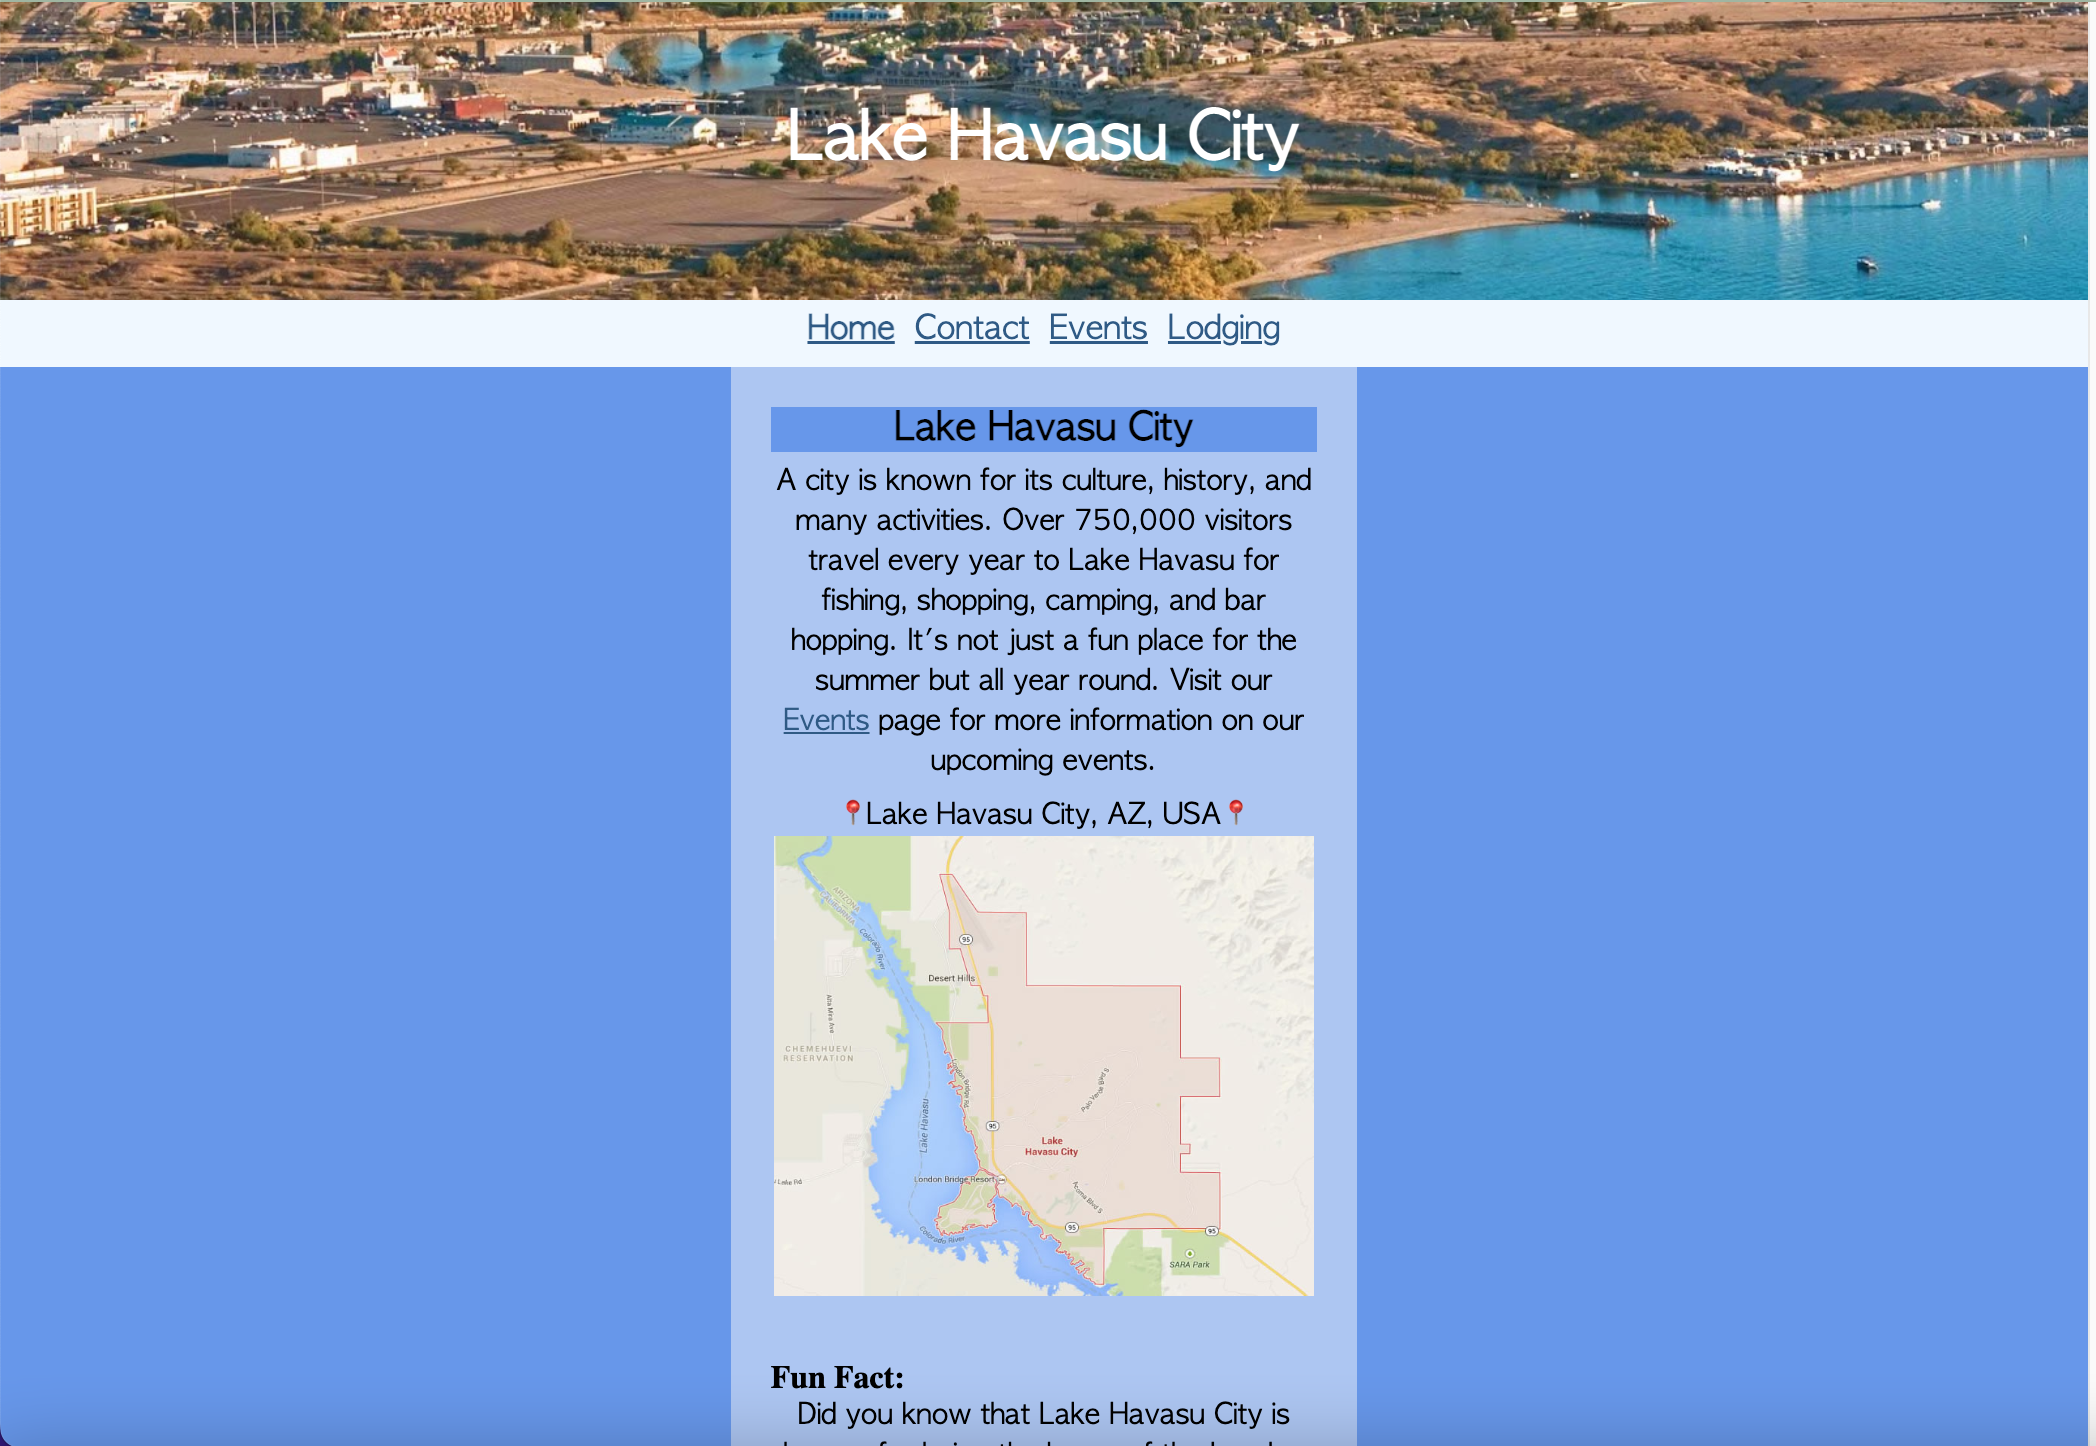 Lake Havasu City
Home Contact Events Lodging
Lake Havasu City
A city is known for its culture, history, and
many activities. Over 750,000 visitors
travel every year to Lake Havasu for
fishing, shopping, camping, and bar
hopping. It's not just a fun place for the
summer but all year round. Visit our
Events page for more information on our
upcoming events.
📍Lake Havasu City, AZ, USA📍
ARIZONA
CALIFORNIA
Colorado River
95
Desert Hills
Alta Mira Ave
CHEMEHUEVI
RESERVATION
London Bridge Rd
Palo Verde Blvd S
Lake Havasu
95
Lake
Havasu City
London Bridge Resort
Lake Rd
Acoma Blvd S
95
95
Colorado River
SARA Park
Fun Fact:
Did you know that Lake Havasu City is